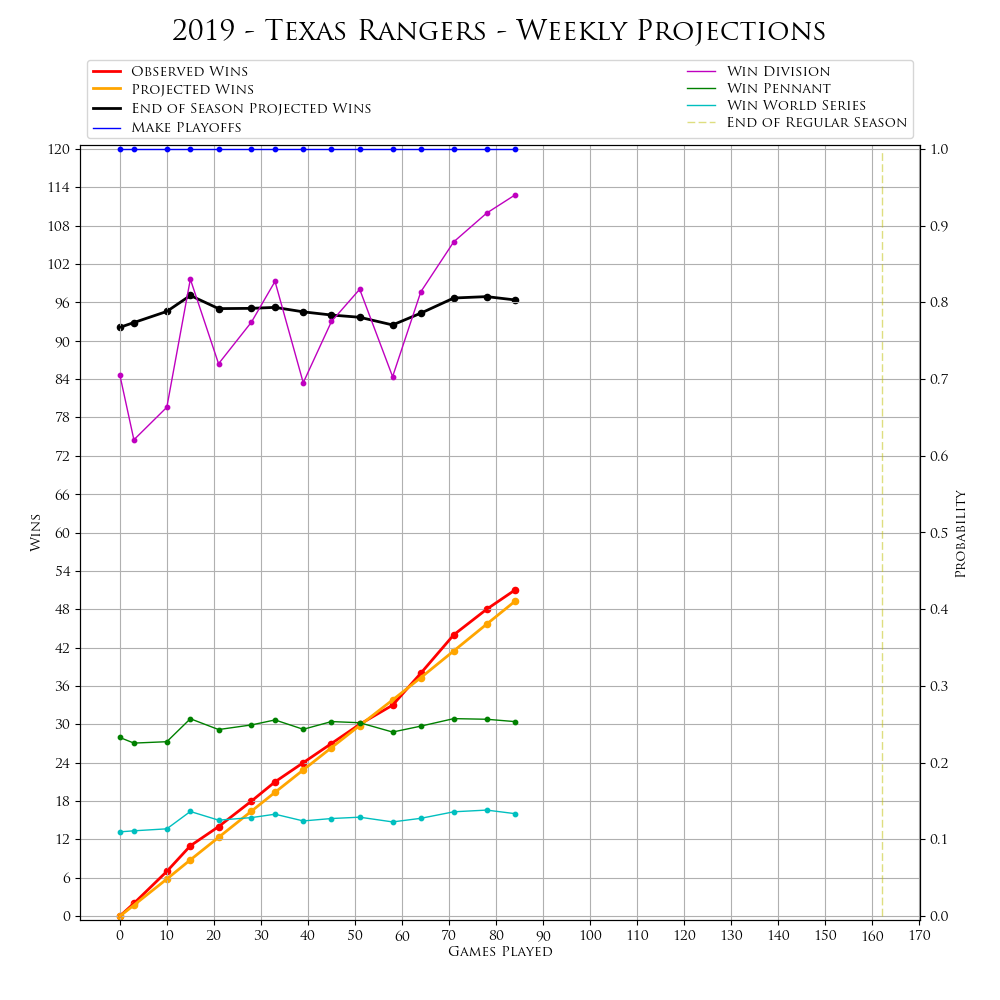 2019 - Texas Rangers - Weekly Projections
Observed Wins
Projected Wins
End of Season Projected Wins
Make Playoffs
Win Division
Win Pennant
Win World Series
End of Regular Season
120
114
108
102
96
90
84
78
72
66
60
54
48
42
36
30
24
18
12
6
0
Wins
1.0
0.9
0.8
0.7
0.6
0.5
0.4
0.3
0.2
0.1
0.0
Probability
0 10 20 30 40 50 60 70 80 90 100 110 120 130 140 150 160 170
Games Played